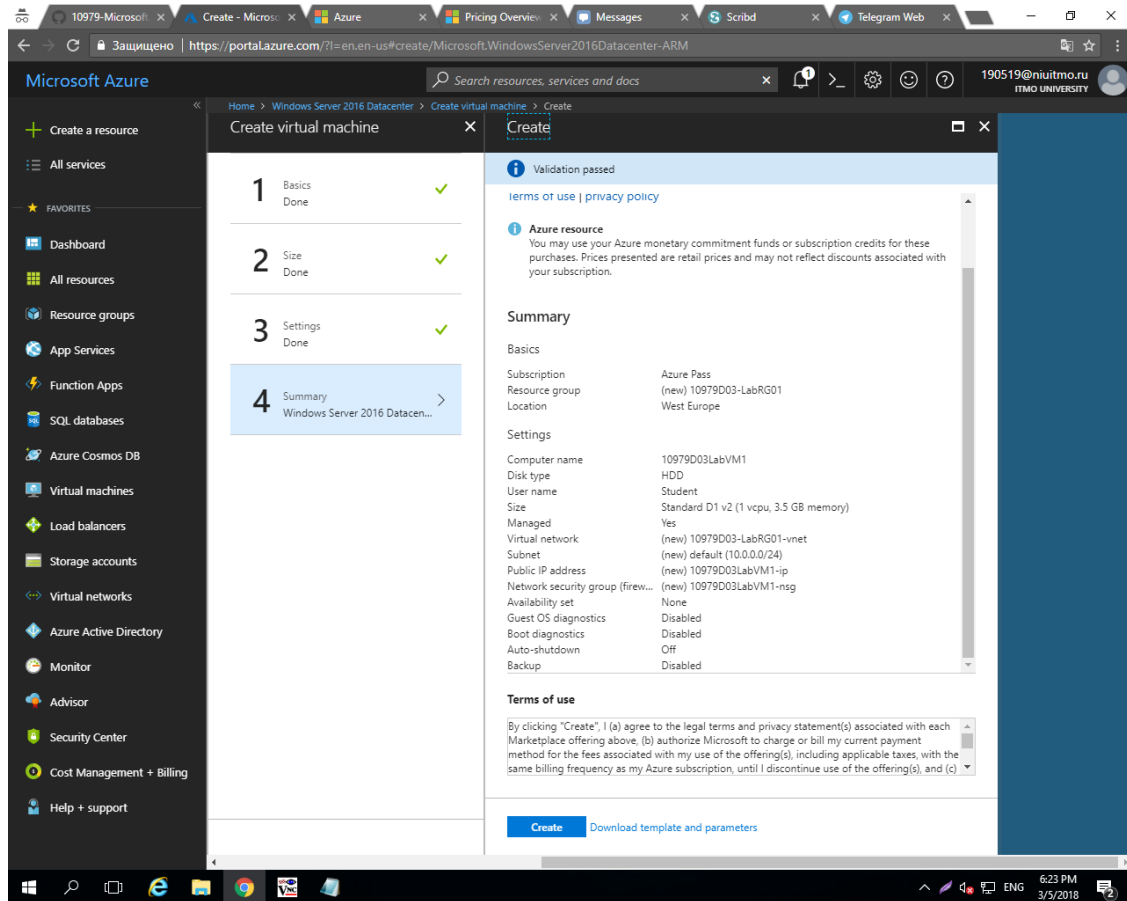 10979-Microsoft
Create - Microso
Azure
Pricing Overview
Messages
Scribd
Telegram Web
Защищено | https://portal.azure.com/?l=en.en-us#create/Microsoft.WindowsServer2016Datacenter-ARM
Microsoft Azure
Search resources, services and docs
1
190519@niuitmo.ru
ITMO UNIVERSITY
Home > Windows Server 2016 Datacenter > Create virtual machine > Create
Create a resource
All services
FAVORITES
Dashboard
All resources
Resource groups
App Services
Function Apps
SQL databases
Azure Cosmos DB
Virtual machines
Load balancers
Storage accounts
Virtual networks
Azure Active Directory
Monitor
Advisor
Security Center
Cost Management + Billing
Help + support
Create virtual machine
1 Basics
Done
2 Size
Done
3 Settings
Done
4 Summary
Windows Server 2016 Datacen...
Create
Validation passed
Terms of use | privacy policy
Azure resource
You may use your Azure monetary commitment funds or subscription credits for these
purchases. Prices presented are retail prices and may not reflect discounts associated with
your subscription.
Summary
Basics
Subscription Azure Pass
Resource group (new) 10979D03-LabRG01
Location West Europe
Settings
Computer name 10979D03LabVM1
Disk type HDD
User name Student
Size Standard D1 v2 (1 vcpu, 3.5 GB memory)
Managed Yes
Virtual network (new) 10979D03-LabRG01-vnet
Subnet (new) default (10.0.0.0/24)
Public IP address (new) 10979D03LabVM1-ip
Network security group (firew... (new) 10979D03LabVM1-nsg
Availability set None
Guest OS diagnostics Disabled
Boot diagnostics Disabled
Auto-shutdown Off
Backup Disabled
Terms of use
By clicking "Create", I (a) agree to the legal terms and privacy statement(s) associated with each
Marketplace offering above, (b) authorize Microsoft to charge or bill my current payment
method for the fees associated with my use of the offering(s), including applicable taxes, with the
same billing frequency as my Azure subscription, until I discontinue use of the offering(s), and (c)
Create
Download template and parameters
ENG
6:23 PM
3/5/2018
2